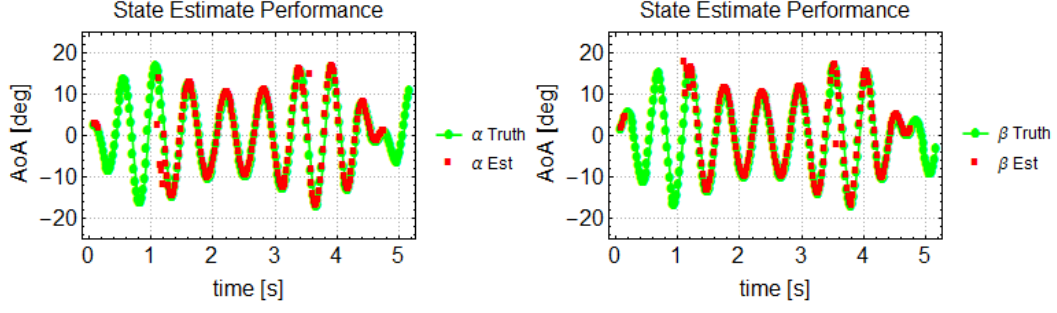 State Estimate Performance
20
10
0
−10
−20
AoA [deg]
0 1 2 3 4 5
time [s]
α Truth
α Est
State Estimate Performance
20
10
0
−10
−20
AoA [deg]
0 1 2 3 4 5
time [s]
β Truth
β Est